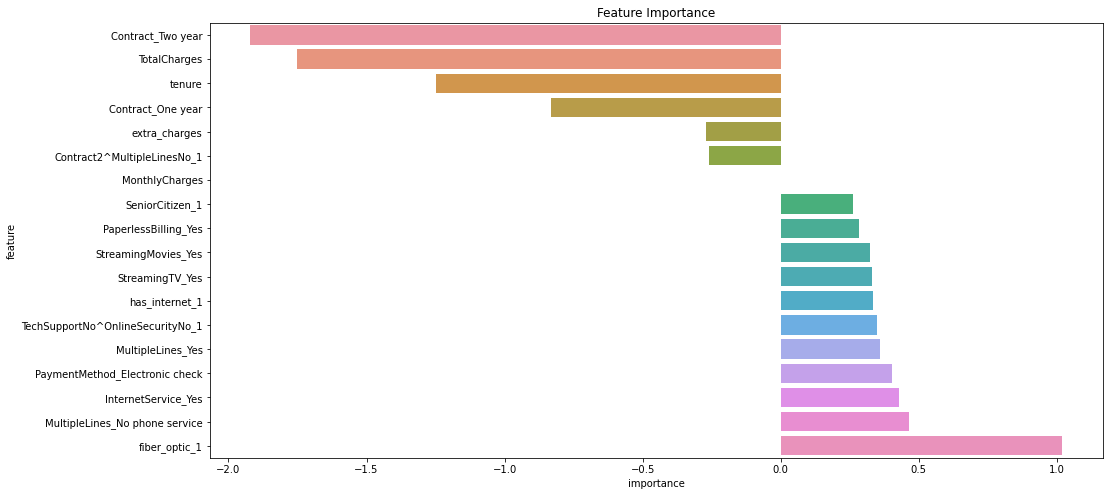 Feature Importance
Contract_Two year
TotalCharges
tenure
Contract_One year
extra_charges
Contract2^MultipleLinesNo_1
MonthlyCharges
SeniorCitizen_1
PaperlessBilling_Yes
StreamingMovies_Yes
StreamingTV_Yes
has_internet_1
TechSupportNo^OnlineSecurityNo_1
MultipleLines_Yes
PaymentMethod_Electronic check
InternetService_Yes
MultipleLines_No phone service
fiber_optic_1
feature
−2.0 −1.5 −1.0 −0.5 0.0 0.5 1.0
importance